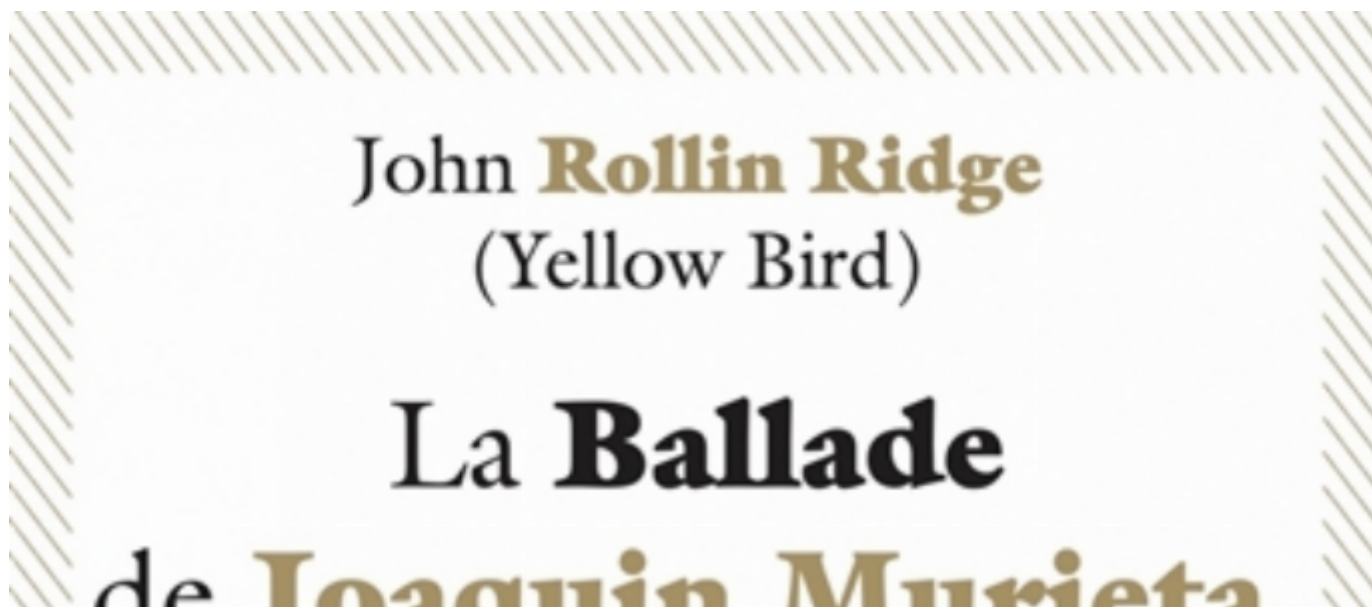 John Rollin Ridge
(Yellow Bird)
La Ballade
de Joaquin Murieta